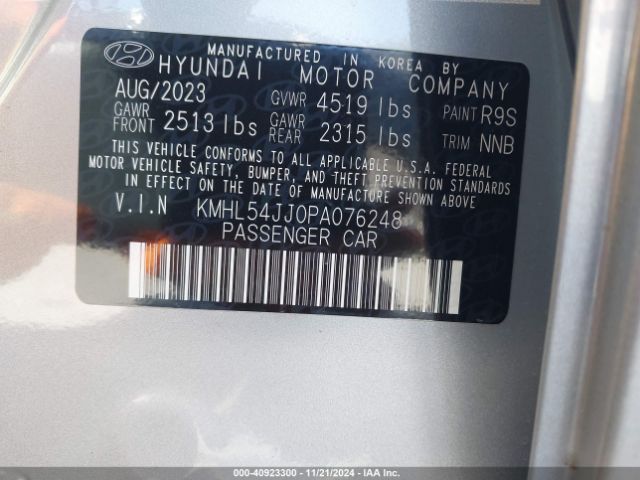 MANUFACTURED IN KOREA BY
HYUNDAI MOTOR COMPANY
AUG/2023 GVWR 4519 lbs PAINT R9S
GAWR FRONT 2513 lbs GAWR REAR 2315 lbs TRIM NNB
THIS VEHICLE CONFORMS TO ALL APPLICABLE U.S.A. FEDERAL
MOTOR VEHICLE SAFETY, BUMPER, AND THEFT PREVENTION STANDARDS
IN EFFECT ON THE DATE OF MANUFACTURE SHOWN ABOVE
V.I.N KMHL54JJ0PA076248
PASSENGER CAR
000-40923300 - 11/21/2024 - IAA Inc.